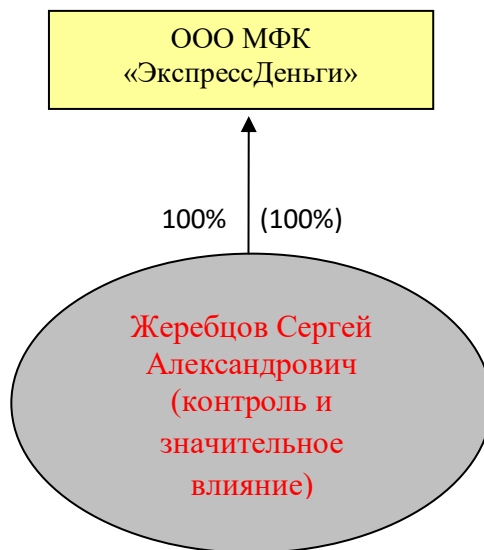 ООО МФК
«ЭкспрессДеньги»
100% (100%)
Жеребцов Сергей
Александрович
(контроль и
значительное
влияние)